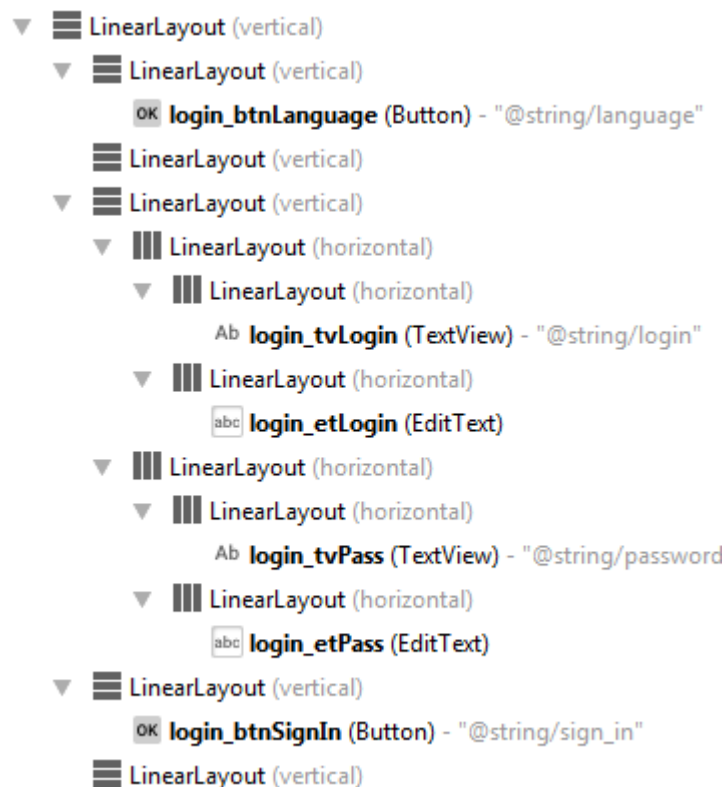 LinearLayout (vertical)
LinearLayout (vertical)
OK login_btnLanguage (Button) - "@string/language"
LinearLayout (vertical)
LinearLayout (vertical)
LinearLayout (horizontal)
LinearLayout (horizontal)
Ab login_tvLogin (TextView) - "@string/login"
LinearLayout (horizontal)
abc login_etLogin (EditText)
LinearLayout (horizontal)
LinearLayout (horizontal)
Ab login_tvPass (TextView) - "@string/password
LinearLayout (horizontal)
abc login_etPass (EditText)
LinearLayout (vertical)
OK login_btnSignIn (Button) - "@string/sign_in"
LinearLayout (vertical)